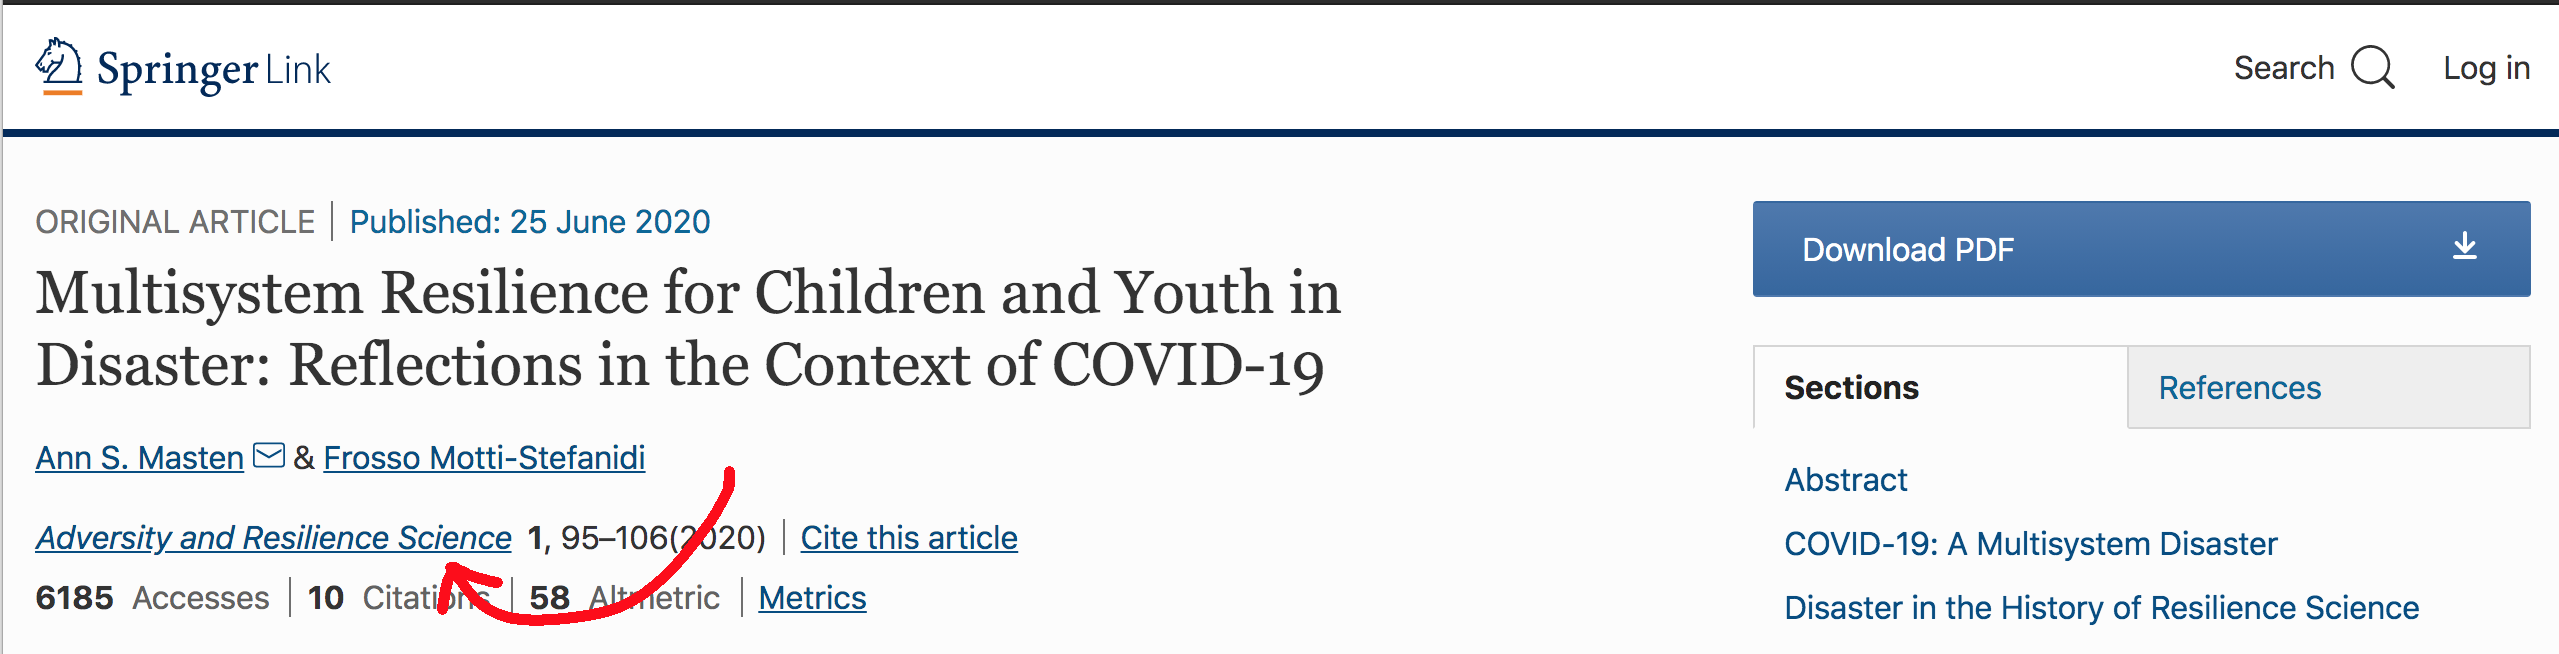 Springer Link
Search
Log in
ORIGINAL ARTICLE | Published: 25 June 2020
Multisystem Resilience for Children and Youth in
Disaster: Reflections in the Context of COVID-19
Ann S. Masten & Frosso Motti-Stefanidi
Adversity and Resilience Science 1, 95–106(2020) | Cite this article
6185 Accesses | 10 Citations | 58 Altmetric | Metrics
Download PDF
Sections
References
Abstract
COVID-19: A Multisystem Disaster
Disaster in the History of Resilience Science